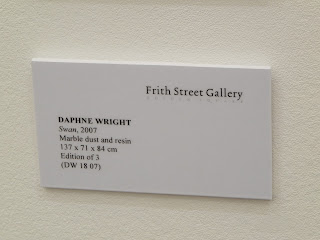 Frith Street Gallery
DAPHNE WRIGHT
Swan, 2007
Marble dust and resin
137 x 71 x 84 cm
Edition of 3
(DW 18 07)